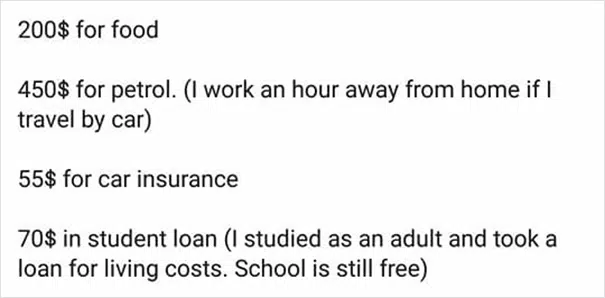 200$ for food
450$ for petrol. (I work an hour away from home if I
travel by car)
55$ for car insurance
70$ in student loan (I studied as an adult and took a
loan for living costs. School is still free)